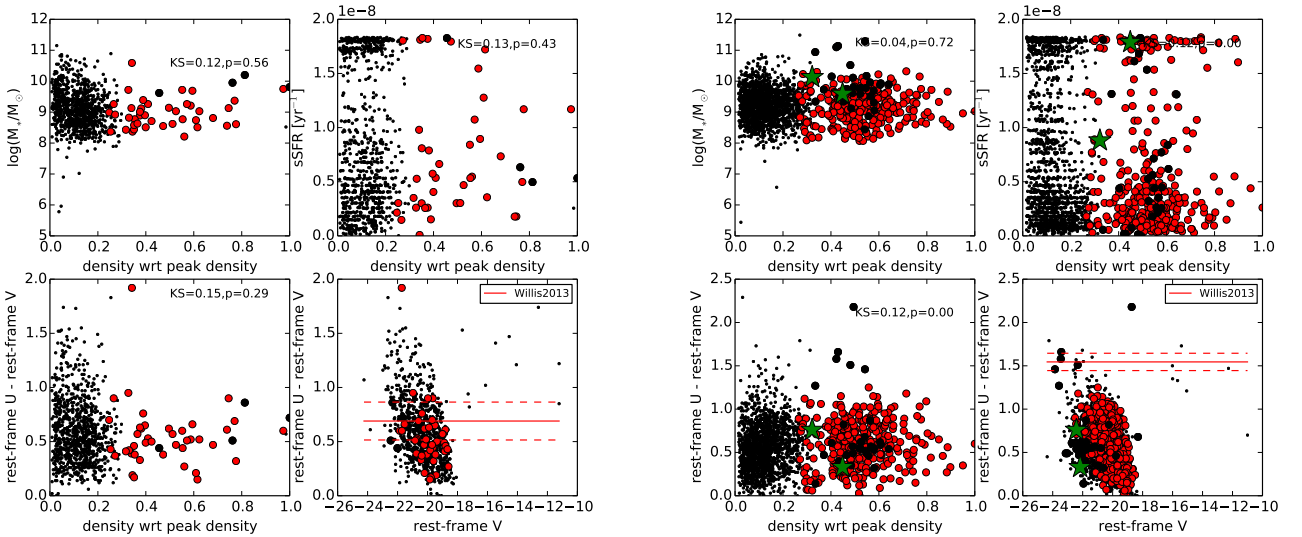 12
11
10
9
8
7
6
5
log(M*/M☉)
KS=0.12,p=0.56
0.0 0.2 0.4 0.6 0.8 1.0
density wrt peak density
1e−8
2.0
1.5
1.0
0.5
0.0
sSFR [yr⁻¹]
KS=0.13,p=0.43
0.0 0.2 0.4 0.6 0.8 1.0
density wrt peak density
12
11
10
9
8
7
6
5
log(M*/M☉)
KS=0.04,p=0.72
0.0 0.2 0.4 0.6 0.8 1.0
density wrt peak density
1e−8
2.0
1.5
1.0
0.5
0.0
sSFR [yr⁻¹]
0.0 0.2 0.4 0.6 0.8 1.0
density wrt peak density
2.0
1.5
1.0
0.5
0.0
rest-frame U - rest-frame V
KS=0.15,p=0.29
0.0 0.2 0.4 0.6 0.8 1.0
density wrt peak density
2.0
1.5
1.0
0.5
0.0
rest-frame U - rest-frame V
Willis2013
−26−24−22−20−18−16−14−12−10
rest-frame V
2.5
2.0
1.5
1.0
0.5
0.0
rest-frame U - rest-frame V
KS=0.12,p=0.00
0.0 0.2 0.4 0.6 0.8 1.0
density wrt peak density
2.5
2.0
1.5
1.0
0.5
0.0
rest-frame U - rest-frame V
Willis2013
−26−24−22−20−18−16−14−12−10
rest-frame V